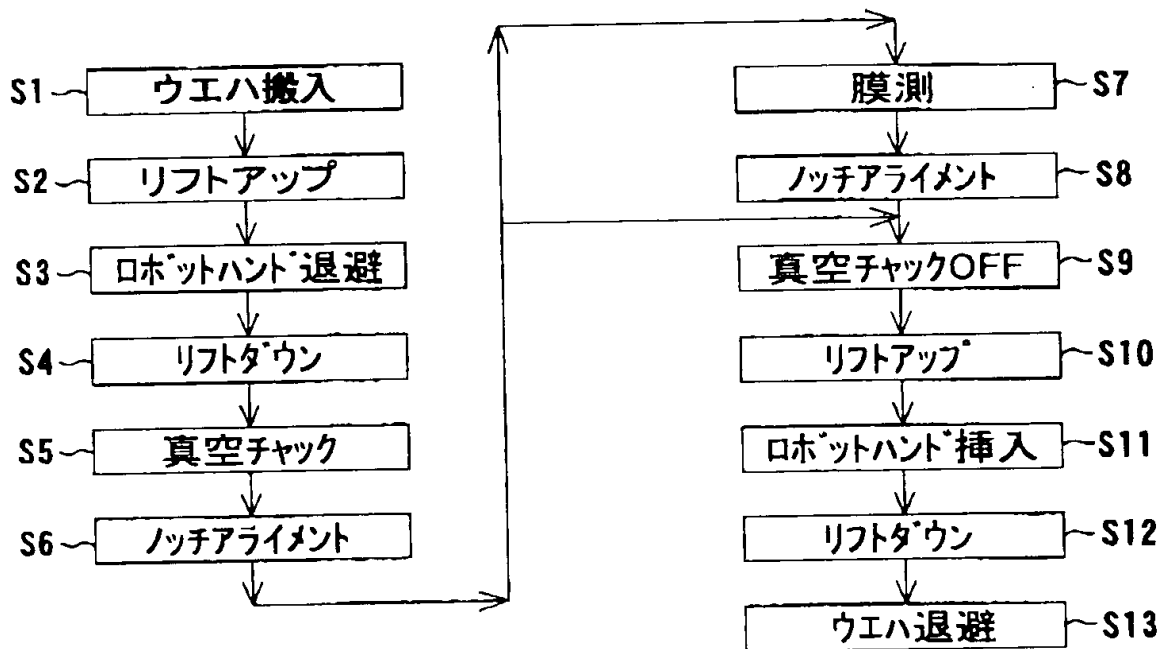 S1 ウエハ搬入
S2 リフトアップ
S3 ロボットハンド退避
S4 リフトダウン
S5 真空チャック
S6 ノッチアライメント
膜測 S7
ノッチアライメント S8
真空チャックOFF S9
リフトアップ S10
ロボットハンド挿入 S11
リフトダウン S12
ウエハ退避 S13